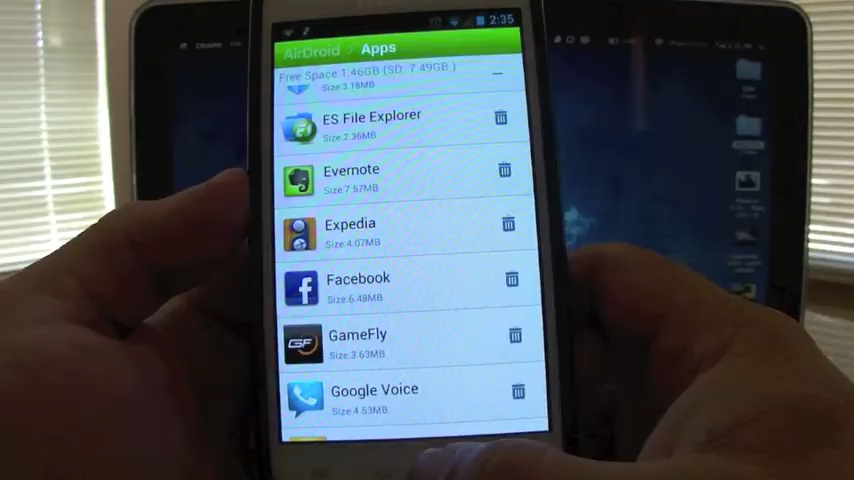 2:35
AirDroid > Apps
Free Space 1.46GB (SD: 7.49GB )
Size:3.18MB
ES File Explorer
Size:2.36MB
Evernote
Size:7.57MB
Expedia
Size:4.07MB
Facebook
Size:6.48MB
GameFly
GF
Size:3.63MB
Google Voice
Size:4.53MB